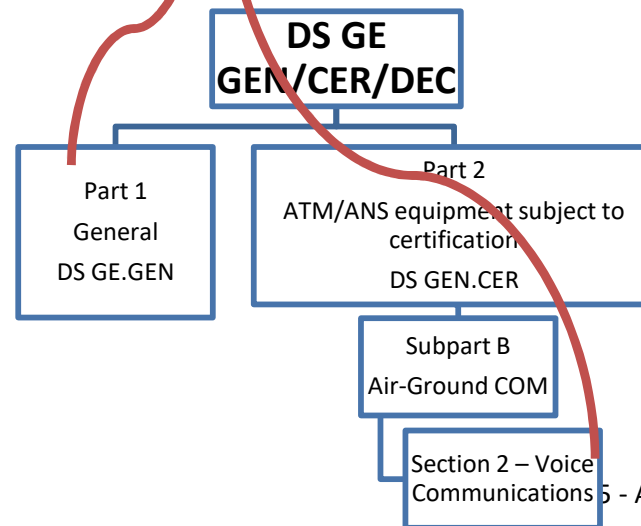 DS GE
GEN/CER/DEC
Part 1
General
DS GE.GEN
Part 2
ATM/ANS equipment subject to
certification
DS GEN.CER
Subpart B
Air-Ground COM
Section 2 – Voice
Communications
5 - A